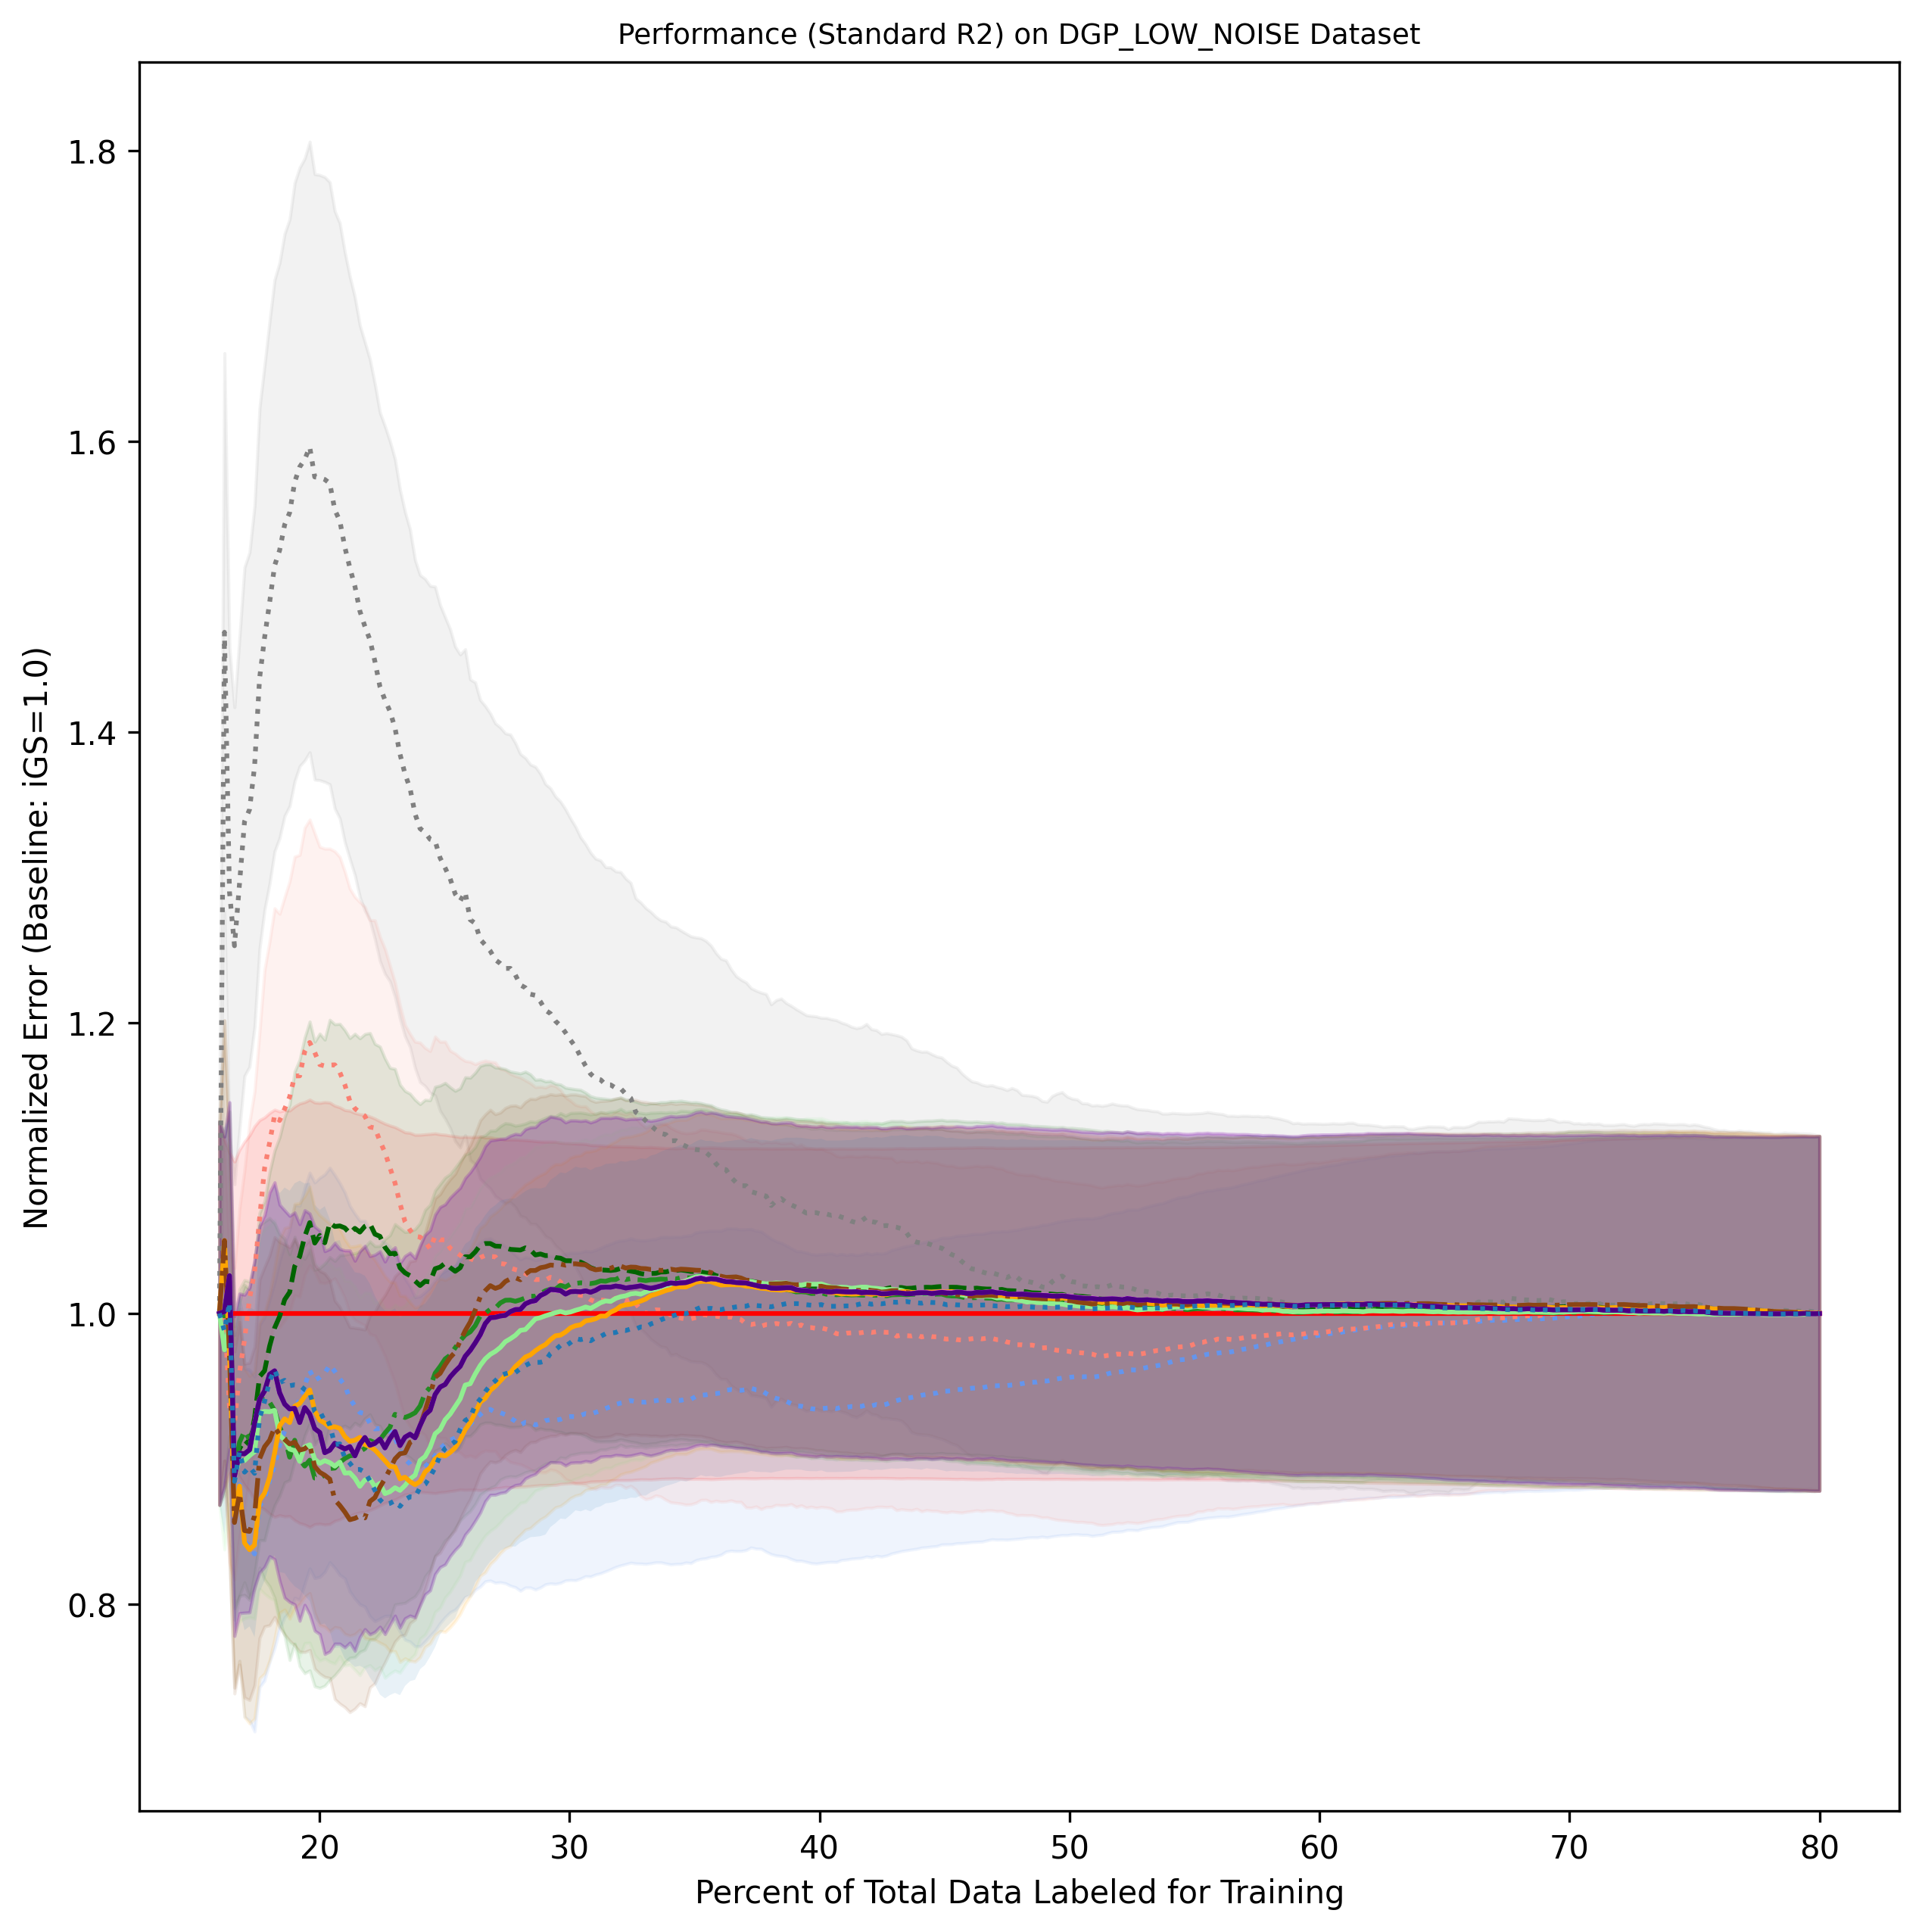 Performance (Standard R2) on DGP_LOW_NOISE Dataset
Normalized Error (Baseline: iGS=1.0)
1.8
1.6
1.4
1.2
1.0
0.8
20 30 40 50 60 70 80
Percent of Total Data Labeled for Training